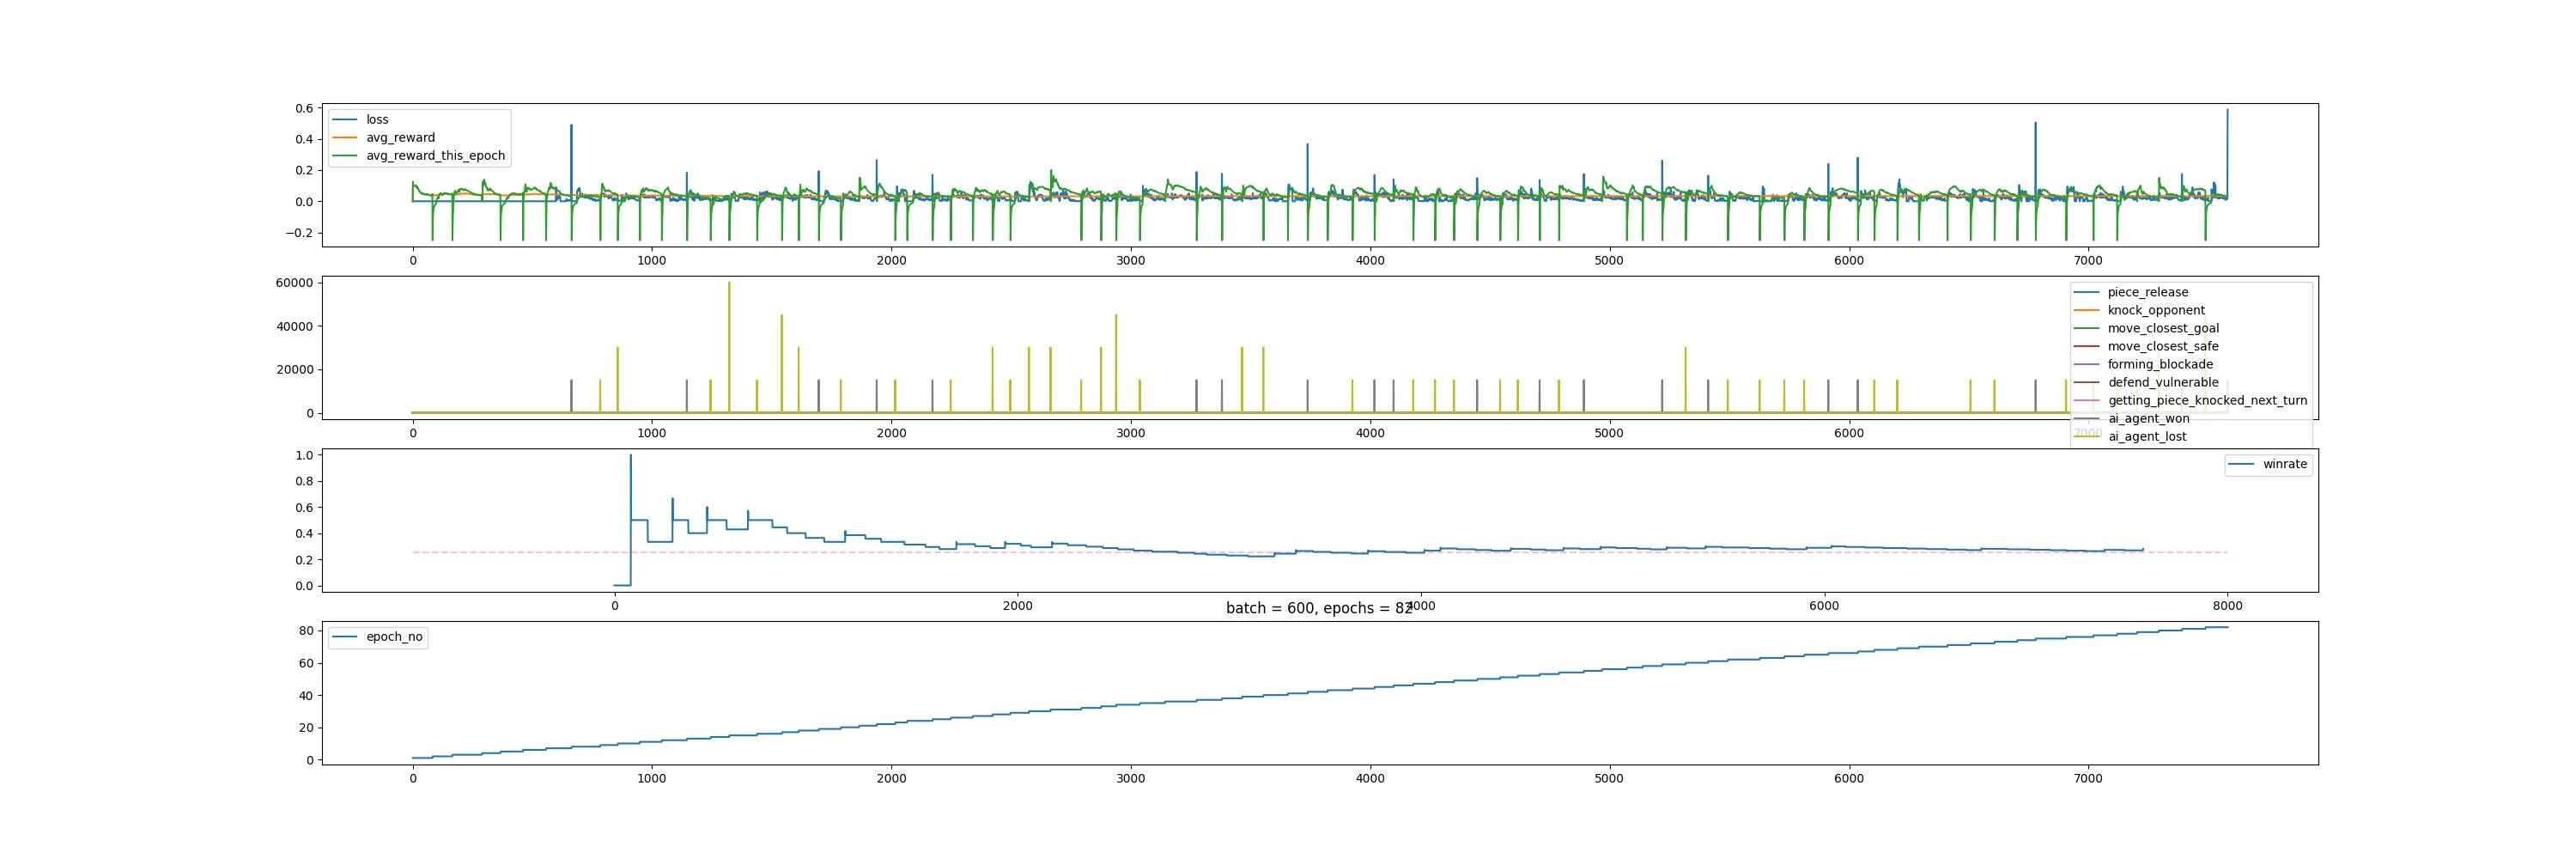 0.6
0.4
0.2
0.0
−0.2
loss
avg_reward
avg_reward_this_epoch
0 1000 2000 3000 4000 5000 6000 7000
60000
40000
20000
0
piece_release
knock_opponent
move_closest_goal
move_closest_safe
forming_blockade
defend_vulnerable
getting_piece_knocked_next_turn
ai_agent_won
ai_agent_lost
0 1000 2000 3000 4000 5000 6000 7000
1.0
0.8
0.6
0.4
0.2
0.0
winrate
0 2000 4000 6000 8000
batch = 600, epochs = 82
80
60
40
20
0
epoch_no
0 1000 2000 3000 4000 5000 6000 7000